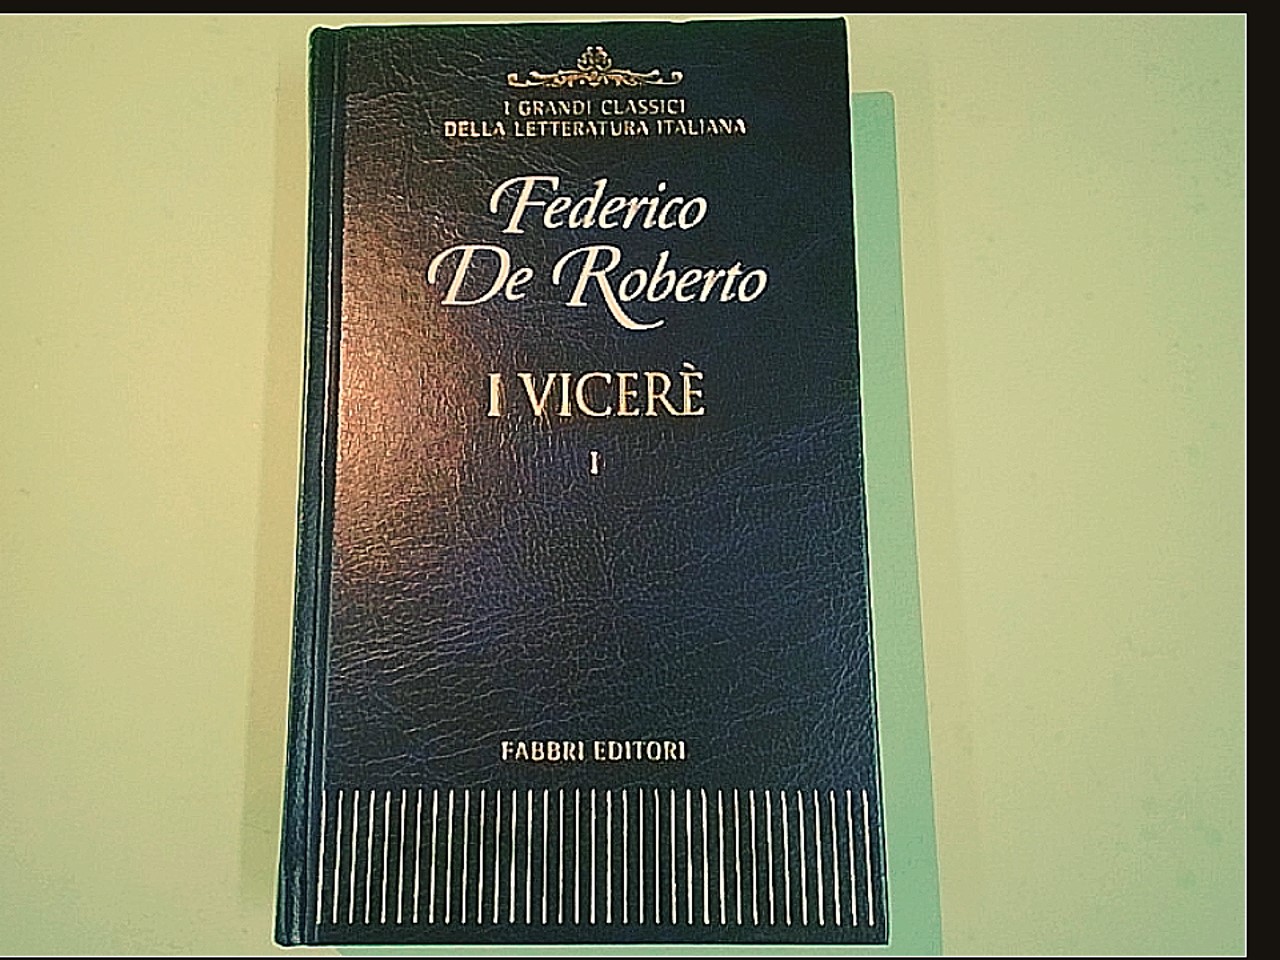 I GRANDI CLASSICI
DELLA LETTERATURA ITALIANA
Federico
De Roberto
I VICERÈ
I
FABBRI EDITORI